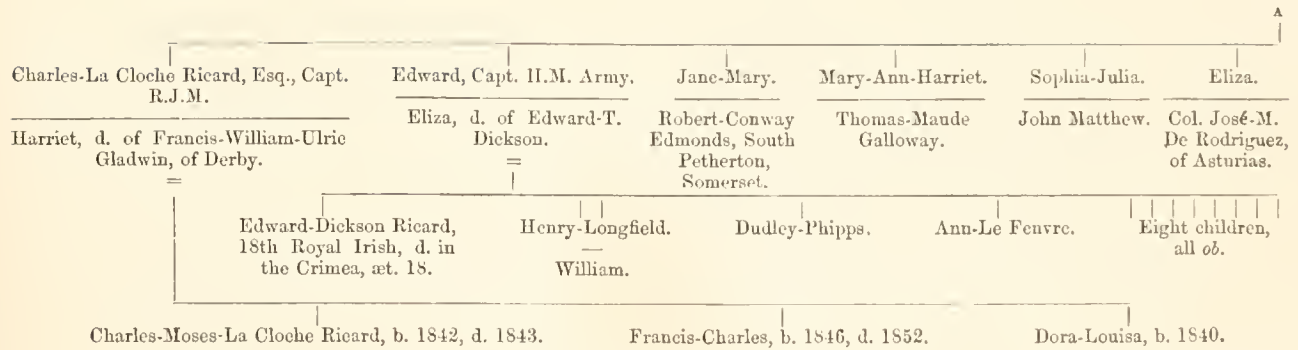 A
Charles-La Cloche Ricard, Esq., Capt.
R.J.M.
Harriet, d. of Francis-William-Ulric
Gladwin, of Derby.
=
Edward, Capt. H.M. Army.
Eliza, d. of Edward-T.
Dickson.
=
Jane-Mary.
Robert-Conway
Edmonds, South
Petherton,
Somerset.
Mary-Ann-Harriet.
Thomas-Maude
Galloway.
Sophia-Julia.
John Matthew.
Eliza.
Col. José-M.
De Rodriguez,
of Asturias.
Edward-Dickson Ricard,
18th Royal Irish, d. in
the Crimea, æt. 18.
Henry-Longfield.
—
William.
Dudley-Phipps.
Ann-Le Feuvre.
Eight children,
all ob.
Charles-Moses-La Cloche Ricard, b. 1842, d. 1843.
Francis-Charles, b. 1846, d. 1852.
Dora-Louisa, b. 1840.